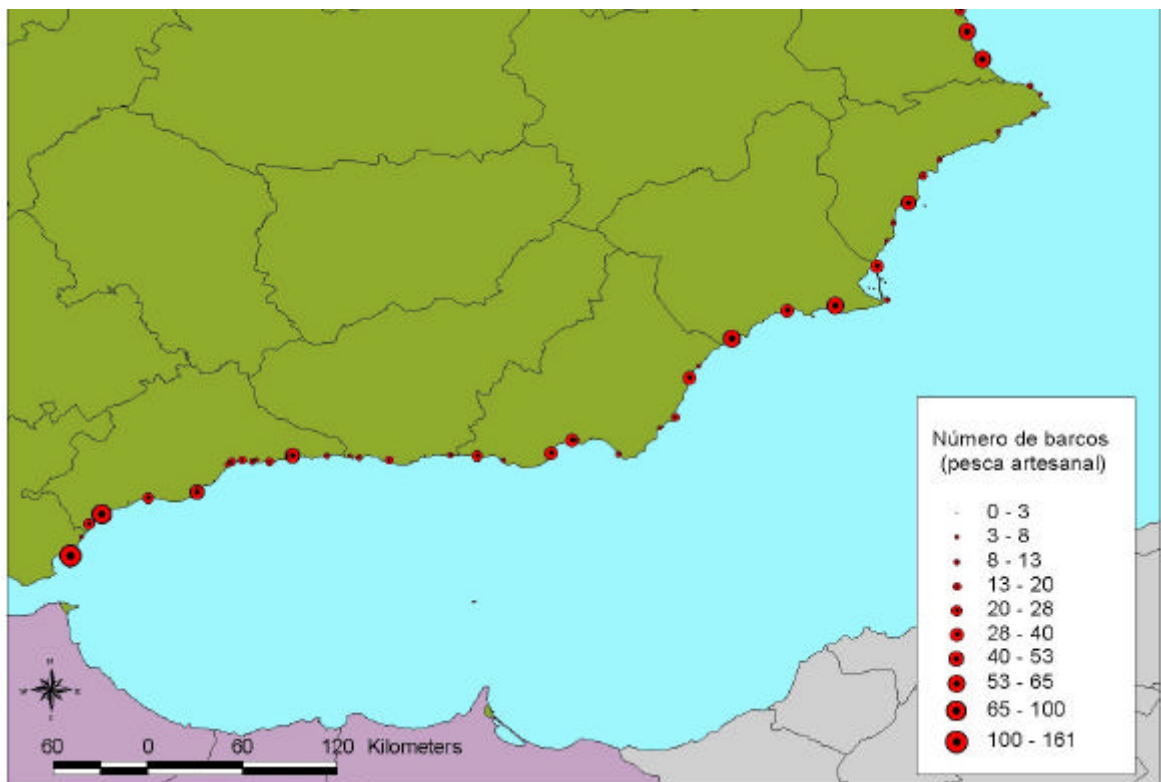 Número de barcos
(pesca artesanal)
0 - 3
3 - 8
8 - 13
13 - 20
20 - 28
28 - 40
40 - 53
53 - 65
65 - 100
100 - 161
N
W E
S
60 0 60 120 Kilometers